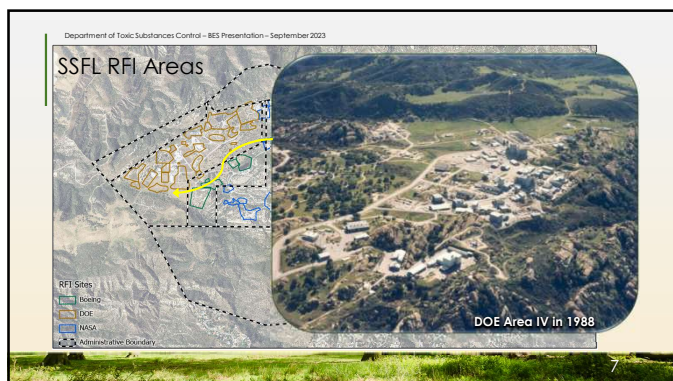 Department of Toxic Substances Control – BES Presentation – September 2023
SSFL RFI Areas
RFI Sites
Boeing
DOE
NASA
Administrative Boundary
DOE Area IV in 1988
7